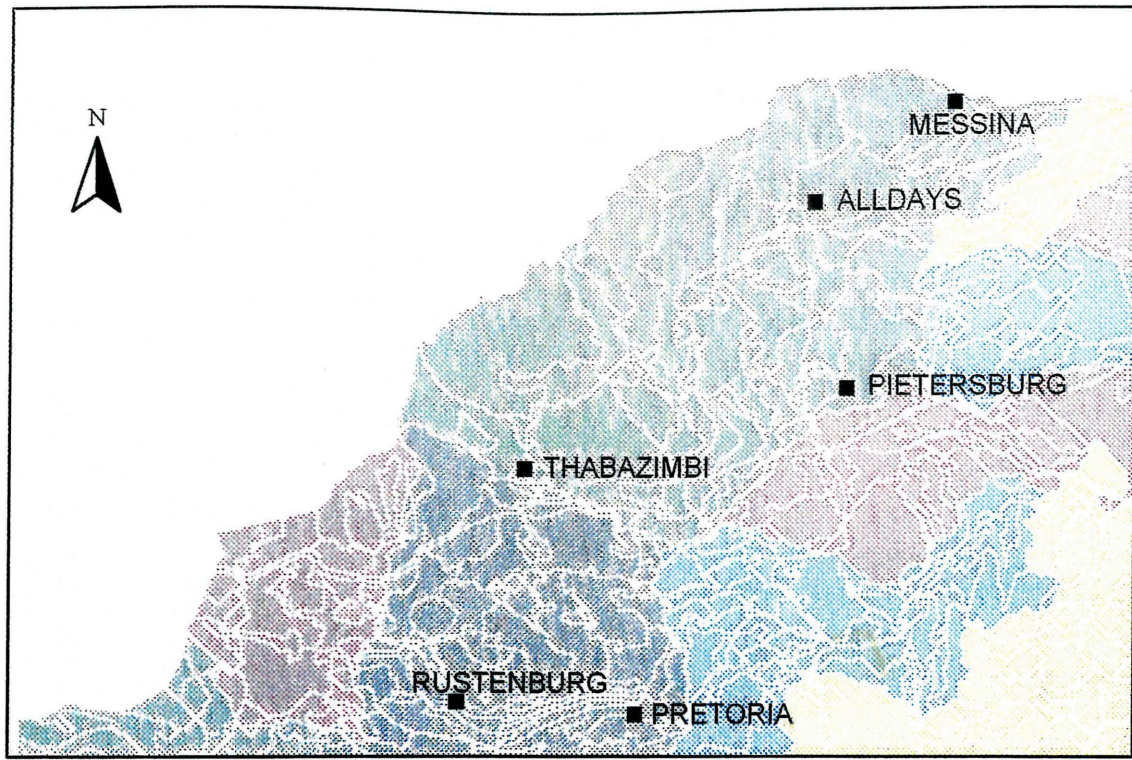 N
MESSINA
ALLDAYS
PIETERSBURG
THABAZIMBI
RUSTENBURG
PRETORIA